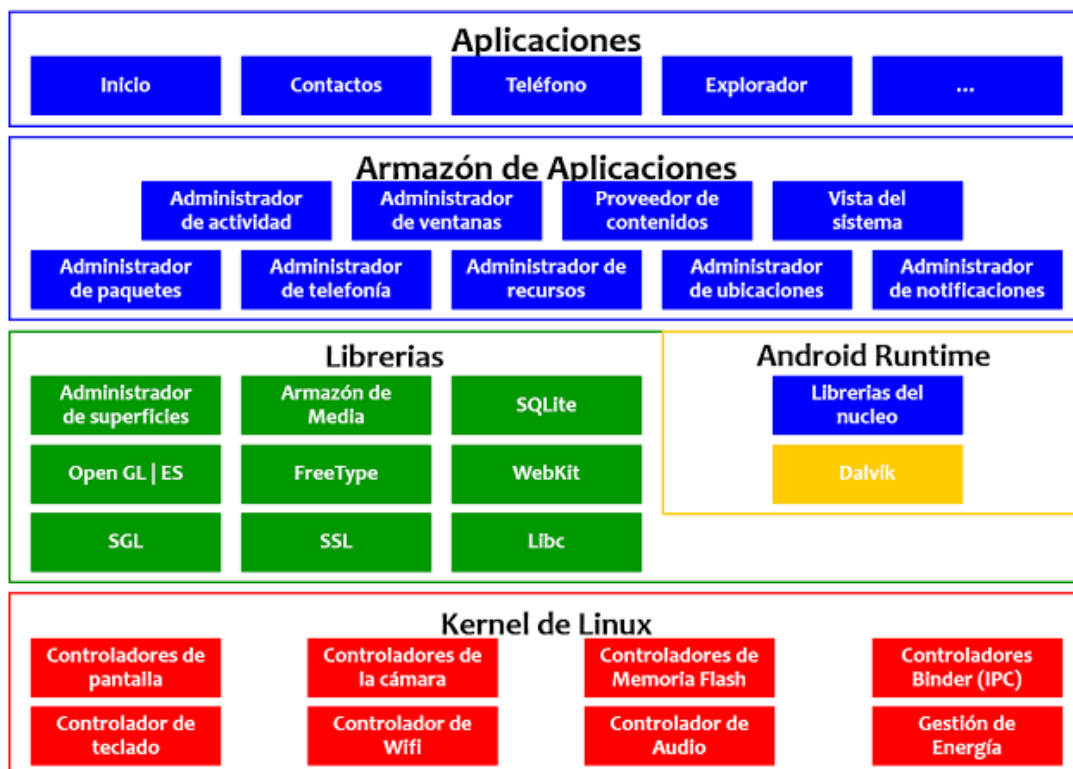 Aplicaciones
Inicio
Contactos
Teléfono
Explorador
...
Armazón de Aplicaciones
Administrador
de actividad
Administrador
de ventanas
Proveedor de
contenidos
Vista del
sistema
Administrador
de paquetes
Administrador
de telefonía
Administrador de
recursos
Administrador
de ubicaciones
Administrador
de notificaciones
Librerias
Administrador
de superficies
Armazón de
Media
SQLite
Open GL | ES
FreeType
WebKit
SGL
SSL
Libc
Android Runtime
Librerias del
nucleo
Dalvik
Kernel de Linux
Controladores de
pantalla
Controladores de
la cámara
Controladores de
Memoria Flash
Controladores
Binder (IPC)
Controlador de
teclado
Controlador de
Wifi
Controlador de
Audio
Gestión de
Energía